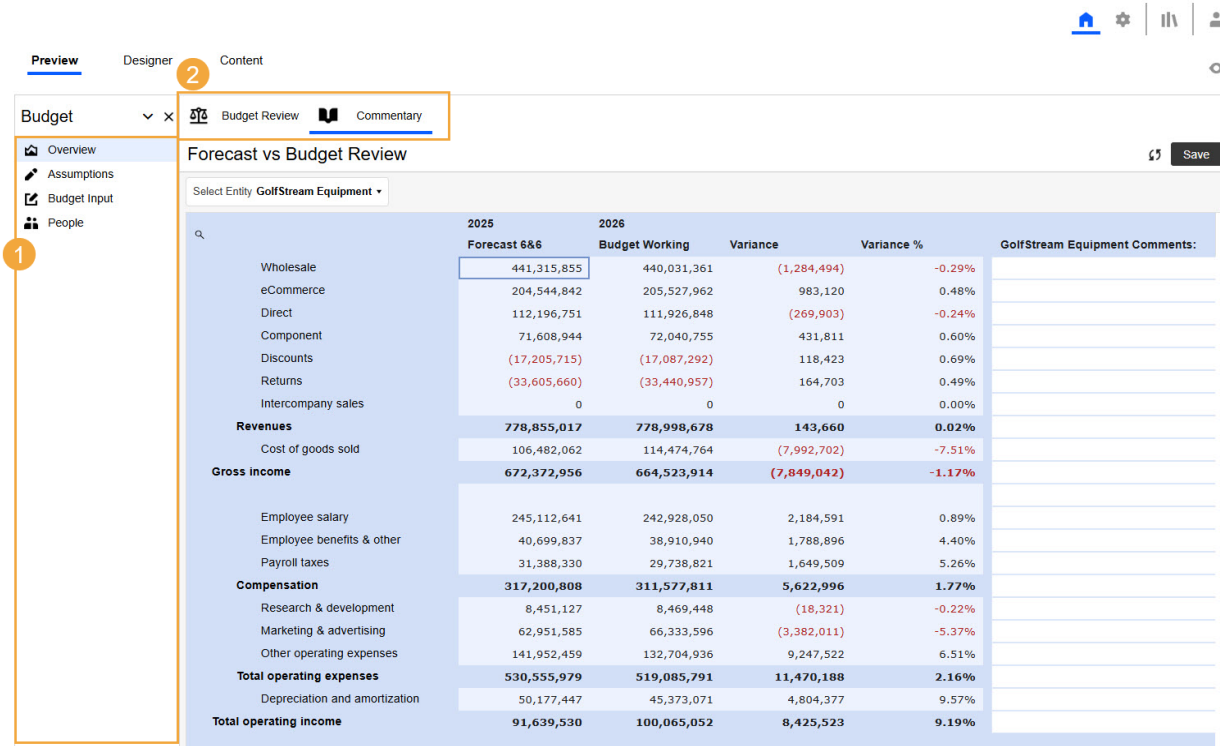 Preview Designer Content
2
Budget
Budget Review Commentary
Overview
Assumptions
Budget Input
People
1
Forecast vs Budget Review
Save
Select Entity GolfStream Equipment
2025 2026
Forecast 6&6 Budget Working Variance Variance % GolfStream Equipment Comments:
Wholesale 441,315,855 440,031,361 (1,284,494) -0.29%
eCommerce 204,544,842 205,527,962 983,120 0.48%
Direct 112,196,751 111,926,848 (269,903) -0.24%
Component 71,608,944 72,040,755 431,811 0.60%
Discounts (17,205,715) (17,087,292) 118,423 0.69%
Returns (33,605,660) (33,440,957) 164,703 0.49%
Intercompany sales 0 0 0 0.00%
Revenues 778,855,017 778,998,678 143,660 0.02%
Cost of goods sold 106,482,062 114,474,764 (7,992,702) -7.51%
Gross income 672,372,956 664,523,914 (7,849,042) -1.17%
Employee salary 245,112,641 242,928,050 2,184,591 0.89%
Employee benefits & other 40,699,837 38,910,940 1,788,896 4.40%
Payroll taxes 31,388,330 29,738,821 1,649,509 5.26%
Compensation 317,200,808 311,577,811 5,622,996 1.77%
Research & development 8,451,127 8,469,448 (18,321) -0.22%
Marketing & advertising 62,951,585 66,333,596 (3,382,011) -5.37%
Other operating expenses 141,952,459 132,704,936 9,247,522 6.51%
Total operating expenses 530,555,979 519,085,791 11,470,188 2.16%
Depreciation and amortization 50,177,447 45,373,071 4,804,377 9.57%
Total operating income 91,639,530 100,065,052 8,425,523 9.19%